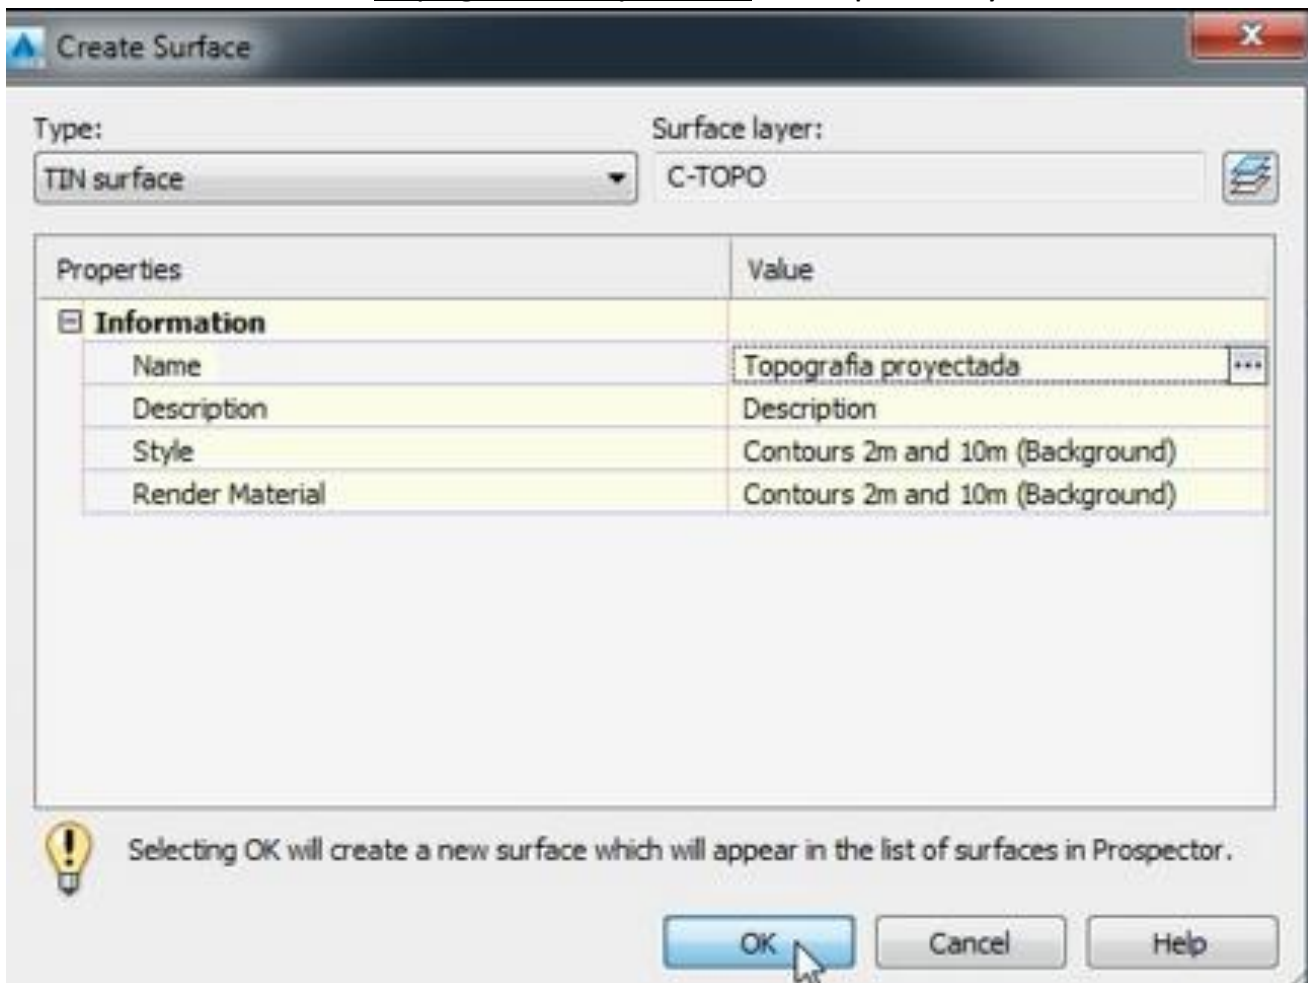 Create Surface
Type:
Surface layer:
TIN surface
C-TOPO
Properties Value
Information
Name Topografia proyectada ...
Description Description
Style Contours 2m and 10m (Background)
Render Material Contours 2m and 10m (Background)
Selecting OK will create a new surface which will appear in the list of surfaces in Prospector.
OK Cancel Help